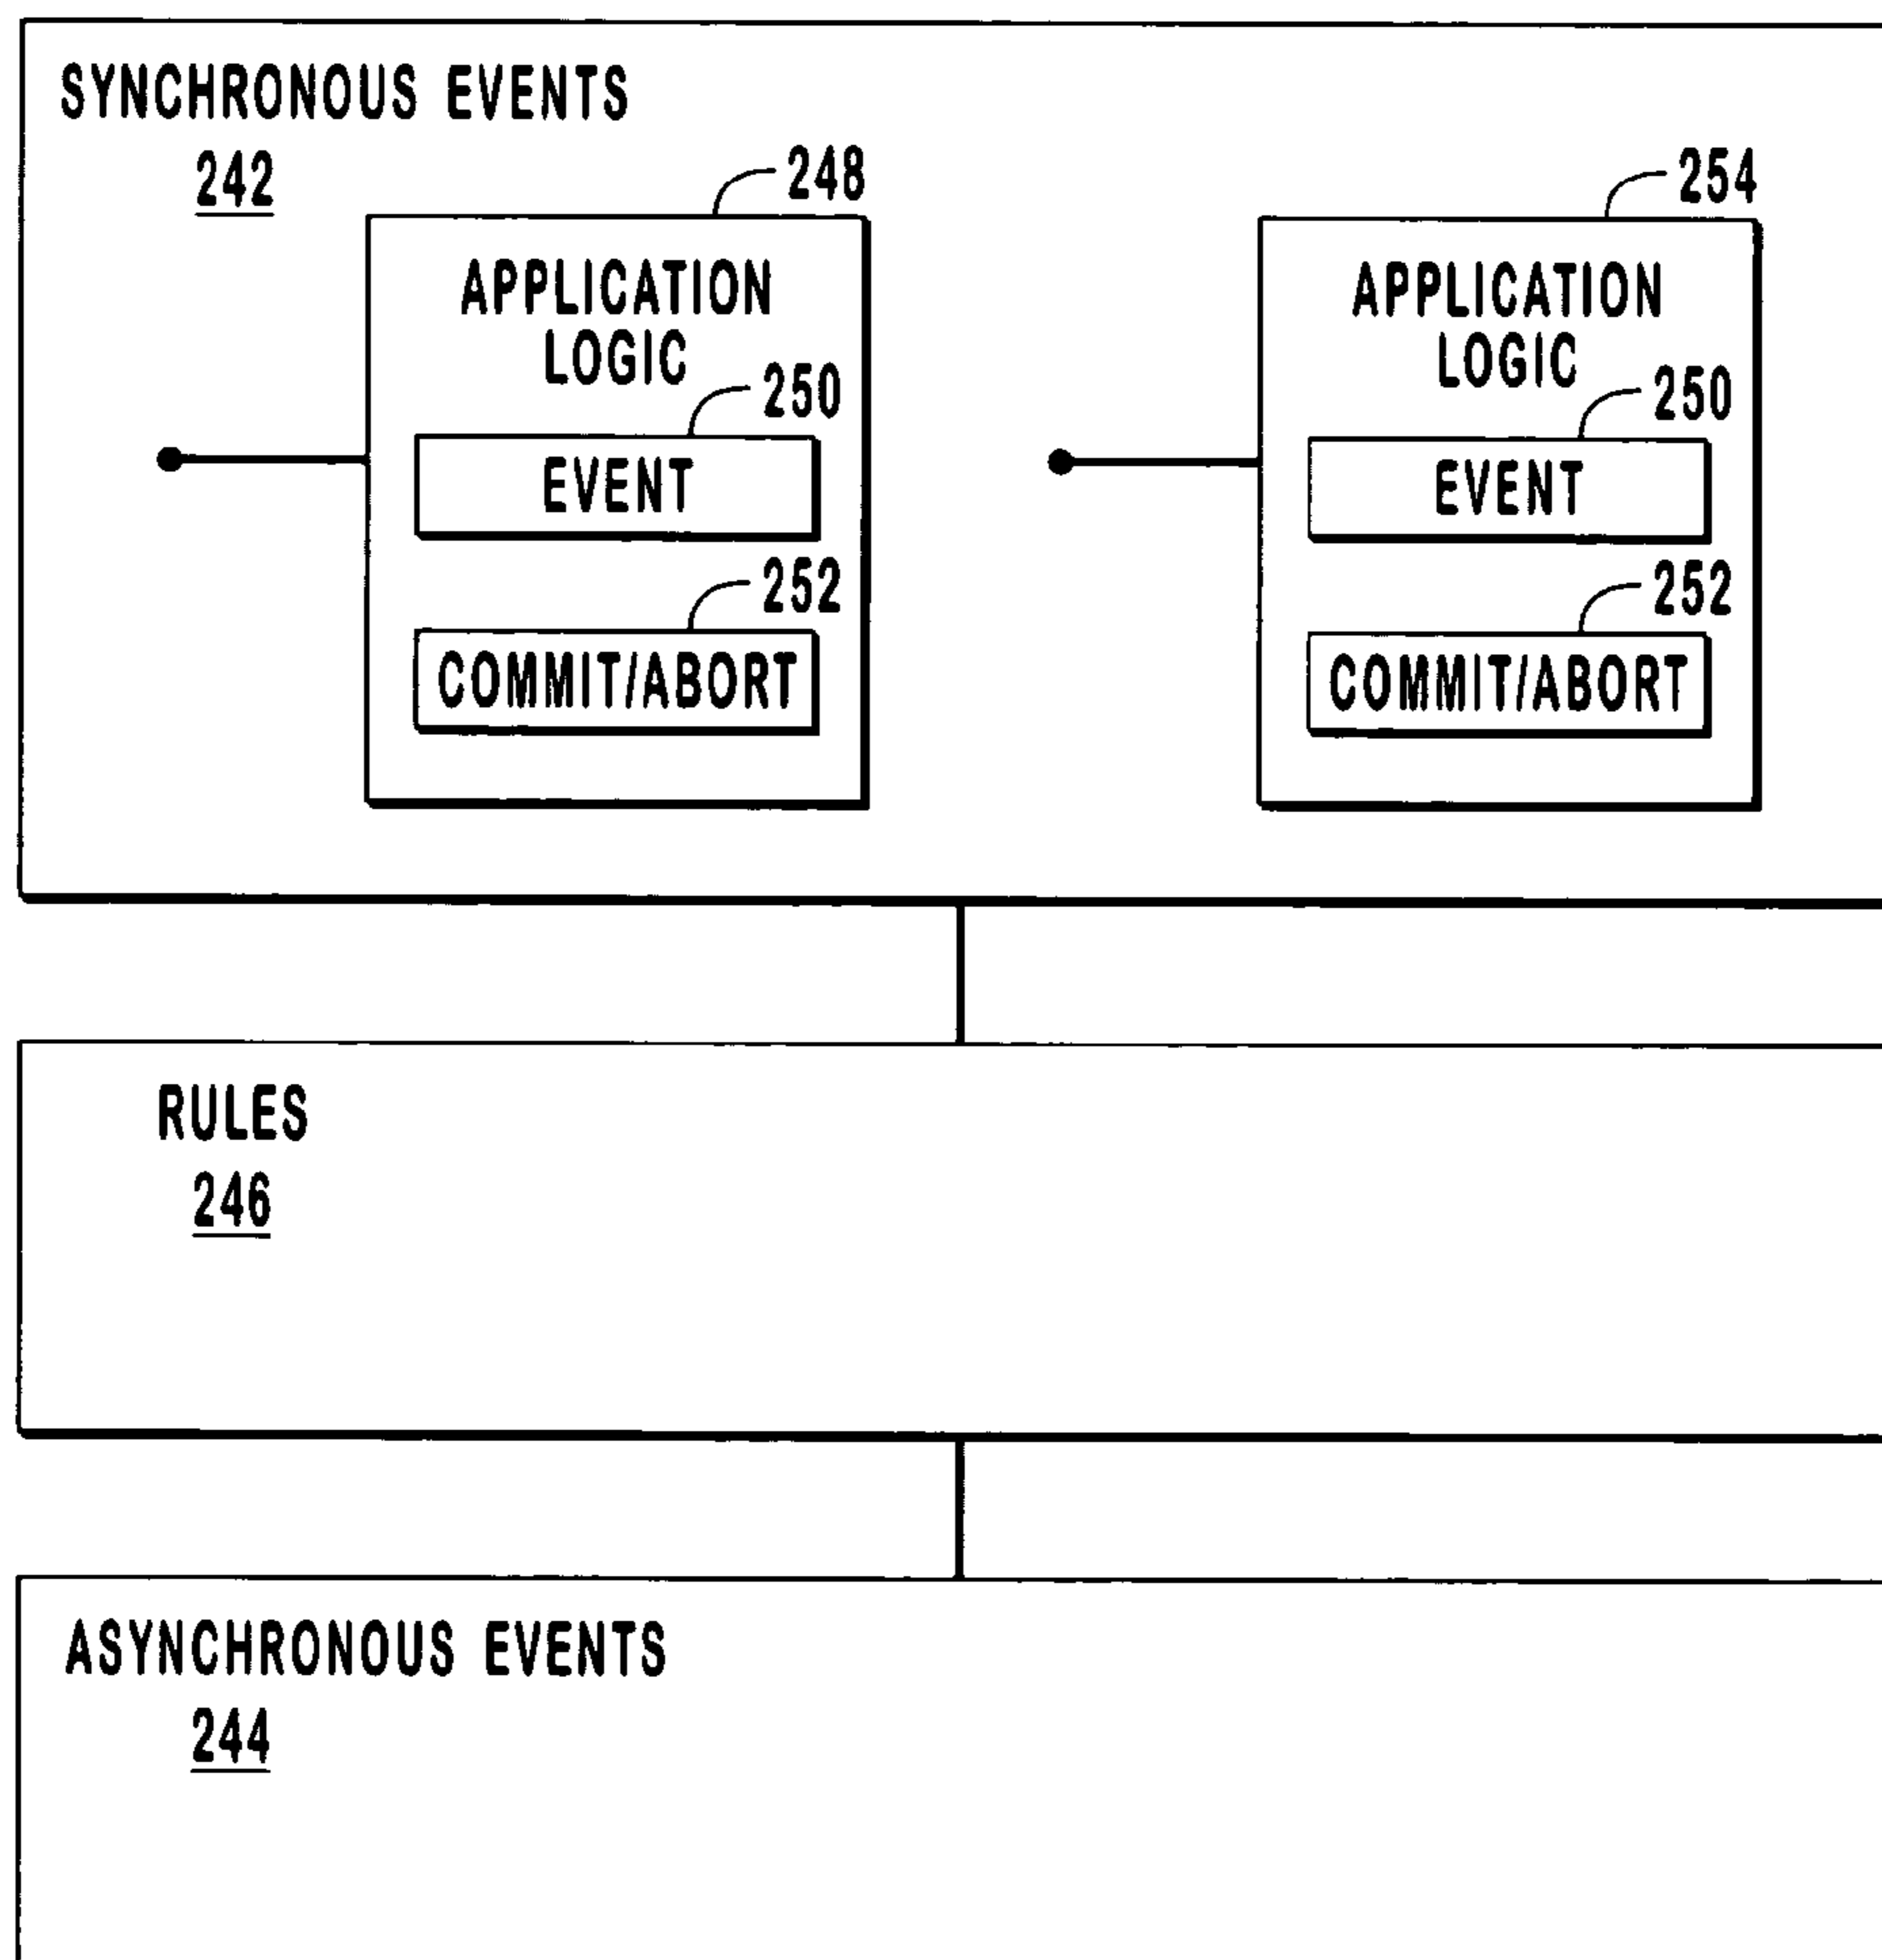 SYNCHRONOUS EVENTS
242
248
APPLICATION
LOGIC
250
EVENT
252
COMMIT/ABORT
254
APPLICATION
LOGIC
250
EVENT
252
COMMIT/ABORT
RULES
246
ASYNCHRONOUS EVENTS
244